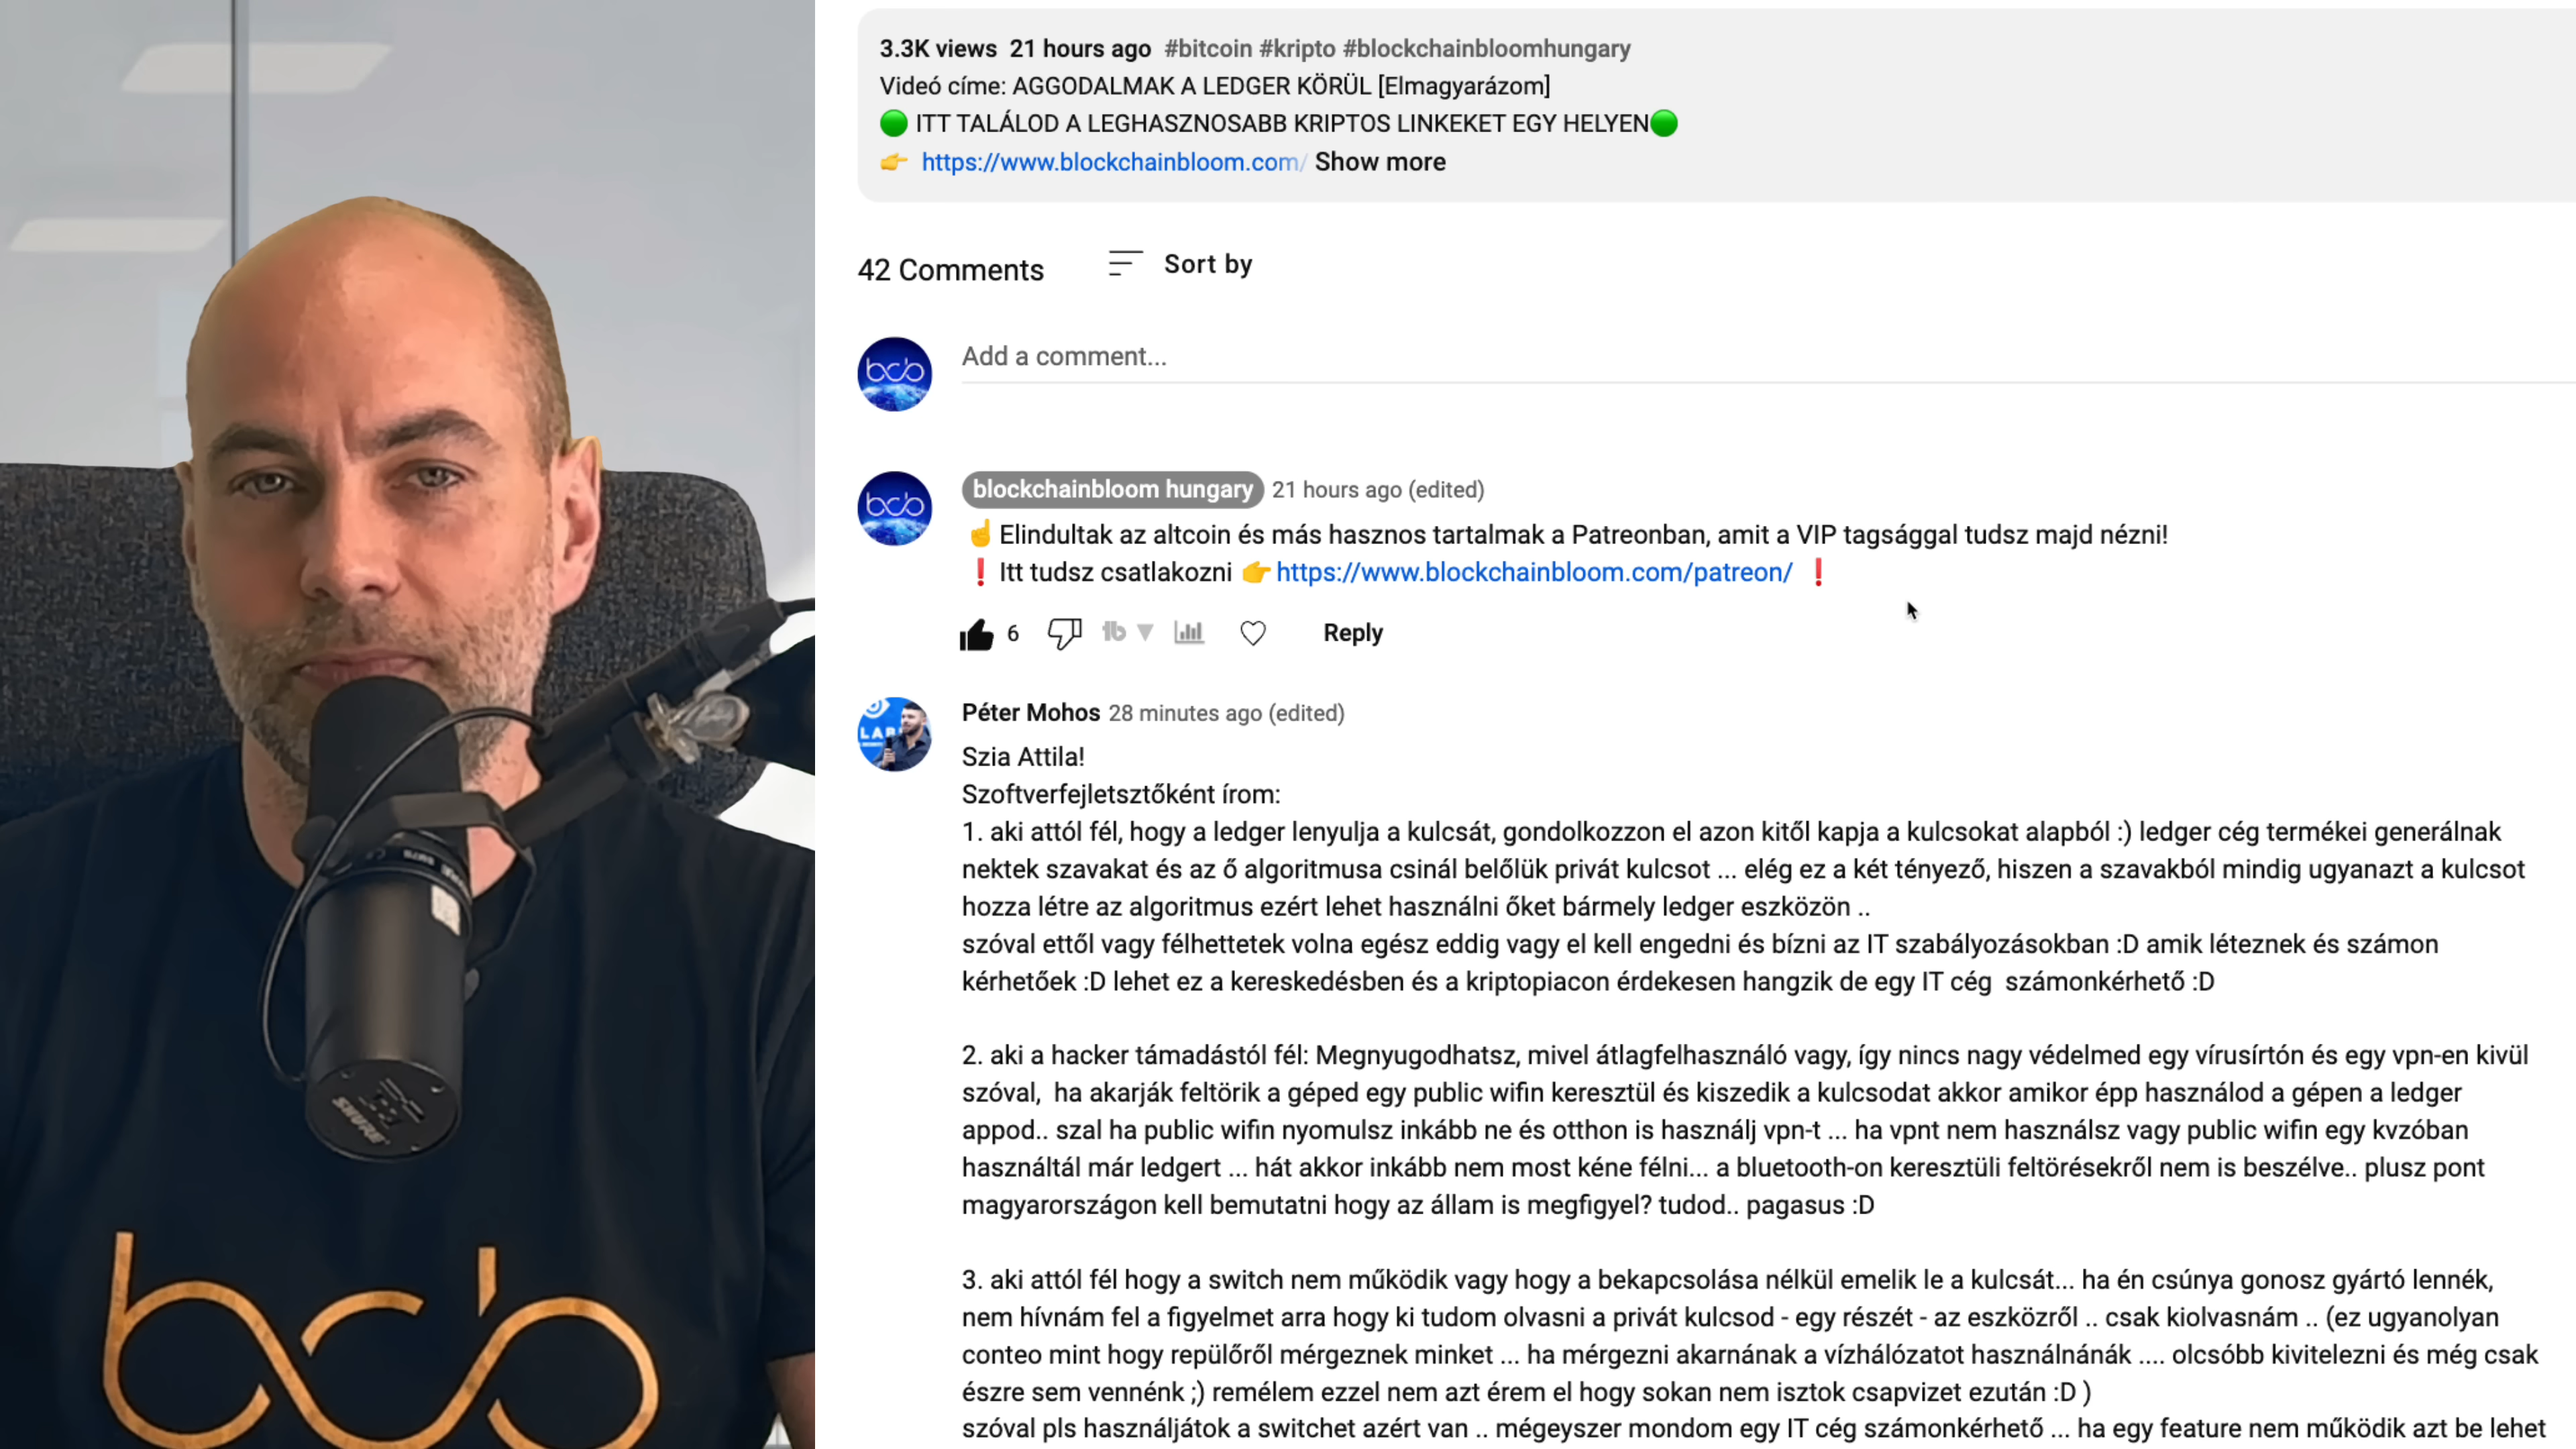 3.3K views 21 hours ago #bitcoin #kripto #blockchainbloomhungary
Videó címe: AGGODALMAK A LEDGER KÖRÜL [Elmagyarázom]
🟢 ITT TALÁLOD A LEGHASZNOSABB KRIPTOS LINKEKET EGY HELYEN🟢
👉 https://www.blockchainbloom.com/ Show more
42 Comments
Sort by
bcb
Add a comment...
bcb
blockchainbloom hungary 21 hours ago (edited)
☝️Elindultak az altcoin és más hasznos tartalmak a Patreonban, amit a VIP tagsággal tudsz majd nézni!
❗ Itt tudsz csatlakozni 👉https://www.blockchainbloom.com/patreon/ ❗
6
Reply
Péter Mohos 28 minutes ago (edited)
Szia Attila!
Szoftverfejletsztőként írom:
1. aki attól fél, hogy a ledger lenyulja a kulcsát, gondolkozzon el azon kitől kapja a kulcsokat alapból :) ledger cég termékei generálnak
nektek szavakat és az ő algoritmusa csinál belőlük privát kulcsot ... elég ez a két tényező, hiszen a szavakból mindig ugyanazt a kulcsot
hozza létre az algoritmus ezért lehet használni őket bármely ledger eszközön ..
szóval ettől vagy félhettetek volna egész eddig vagy el kell engedni és bízni az IT szabályozásokban :D amik léteznek és számon
kérhetőek :D lehet ez a kereskedésben és a kriptopiacon érdekesen hangzik de egy IT cég számonkérhető :D
2. aki a hacker támadástól fél: Megnyugodhatsz, mivel átlagfelhasználó vagy, így nincs nagy védelmed egy vírusírtón és egy vpn-en kivül
szóval, ha akarják feltörik a géped egy public wifin keresztül és kiszedik a kulcsodat akkor amikor épp használod a gépen a ledger
appod.. szal ha public wifin nyomulsz inkább ne és otthon is használj vpn-t ... ha vpnt nem használsz vagy public wifin egy kvzóban
használtál már ledgert ... hát akkor inkább nem most kéne félni... a bluetooth-on keresztüli feltörésekről nem is beszélve.. plusz pont
magyarországon kell bemutatni hogy az állam is megfigyel? tudod.. pagasus :D
3. aki attól fél hogy a switch nem működik vagy hogy a bekapcsolása nélkül emelik le a kulcsát... ha én csúnya gonosz gyártó lennék,
nem hívnám fel a figyelmet arra hogy ki tudom olvasni a privát kulcsod - egy részét - az eszközről .. csak kiolvasnám .. (ez ugyanolyan
conteo mint hogy repülőről mérgeznek minket ... ha mérgezni akarnának a vízhálózatot használnának .... olcsóbb kivitelezni és még csak
észre sem vennénk ;) remélem ezzel nem azt érem el hogy sokan nem isztok csapvizet ezután :D )
szóval pls használjátok a switchet azért van .. mégeyszer mondom egy IT cég számonkérhető ... ha egy feature nem működik azt be lehet
SHURE
bcb